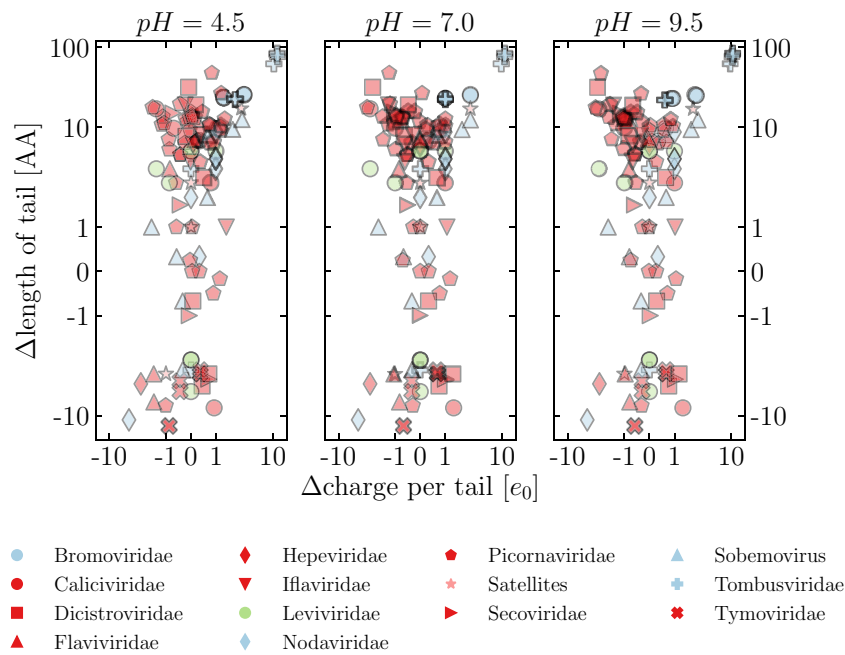 pH = 4.5 pH = 7.0 pH = 9.5
100 100
10 10
1 1
0 0
-1 -1
-10 -10
Δlength of tail [AA]
-10 -1 0 1 10 -10 -1 0 1 10 -10 -1 0 1 10
Δcharge per tail [e₀]
Bromoviridae Hepeviridae Picornaviridae Sobemovirus
Caliciviridae Iflaviridae Satellites Tombusviridae
Dicistroviridae Leviviridae Secoviridae Tymoviridae
Flaviviridae Nodaviridae